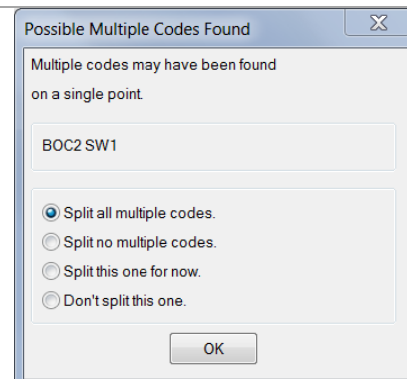 Possible Multiple Codes Found
Multiple codes may have been found
on a single point.
BOC2 SW1
Split all multiple codes.
Split no multiple codes.
Split this one for now.
Don't split this one.
OK